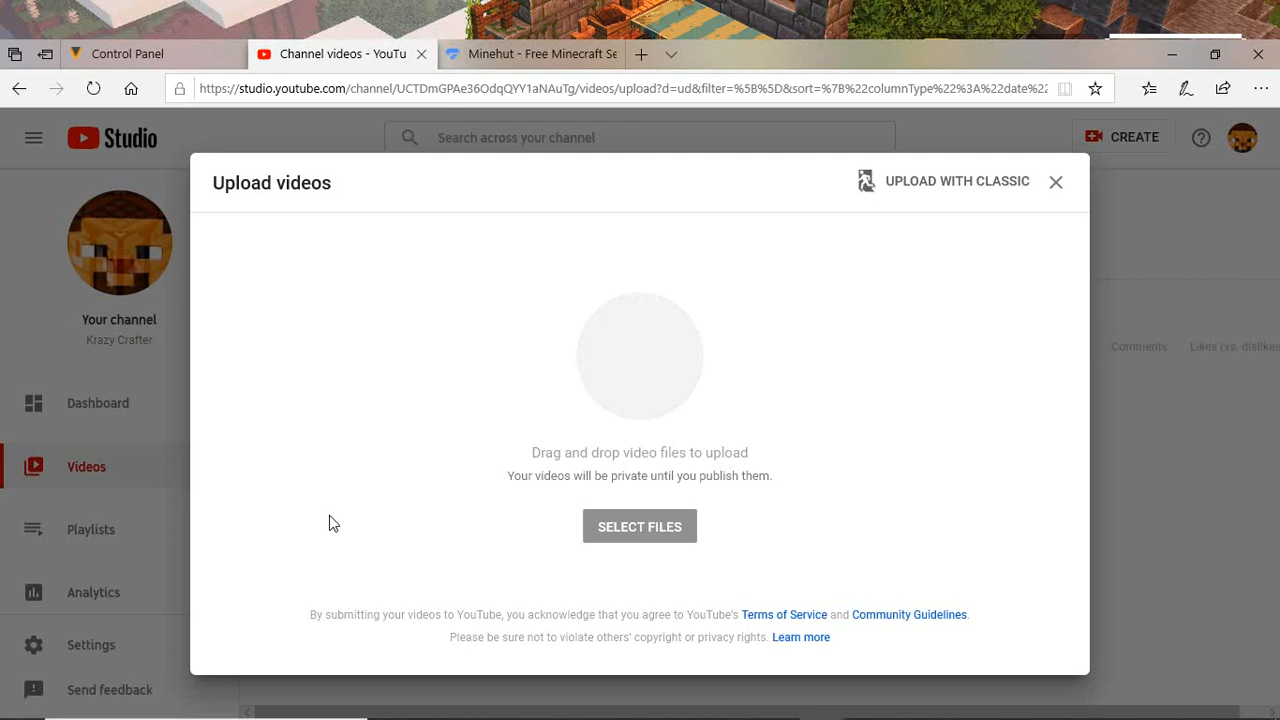 Control Panel
Channel videos - YouTu
Minehut - Free Minecraft Se
https://studio.youtube.com/channel/UCTDmGPAe36OdqQYY1aNAuTg/videos/upload?d=ud&filter=%5B%5D&sort=%7B%22columnType%22%3A%22date%22
Studio
Search across your channel
CREATE
Upload videos
UPLOAD WITH CLASSIC
Your channel
Krazy Crafter
Comments
Likes (vs. dislikes
Dashboard
Videos
Playlists
Analytics
Settings
Send feedback
Drag and drop video files to upload
Your videos will be private until you publish them.
SELECT FILES
By submitting your videos to YouTube, you acknowledge that you agree to YouTube's Terms of Service and Community Guidelines.
Please be sure not to violate others' copyright or privacy rights. Learn more